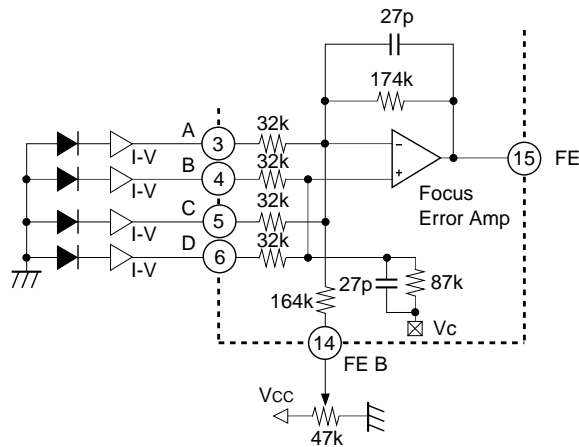 27p
174k
A
3
32k
I-V
B
4
32k
I-V
C
5
32k
I-V
D
6
32k
I-V
−
+
Focus
Error Amp
15
FE
164k
27p
87k
Vc
14
FE B
VCC
47k